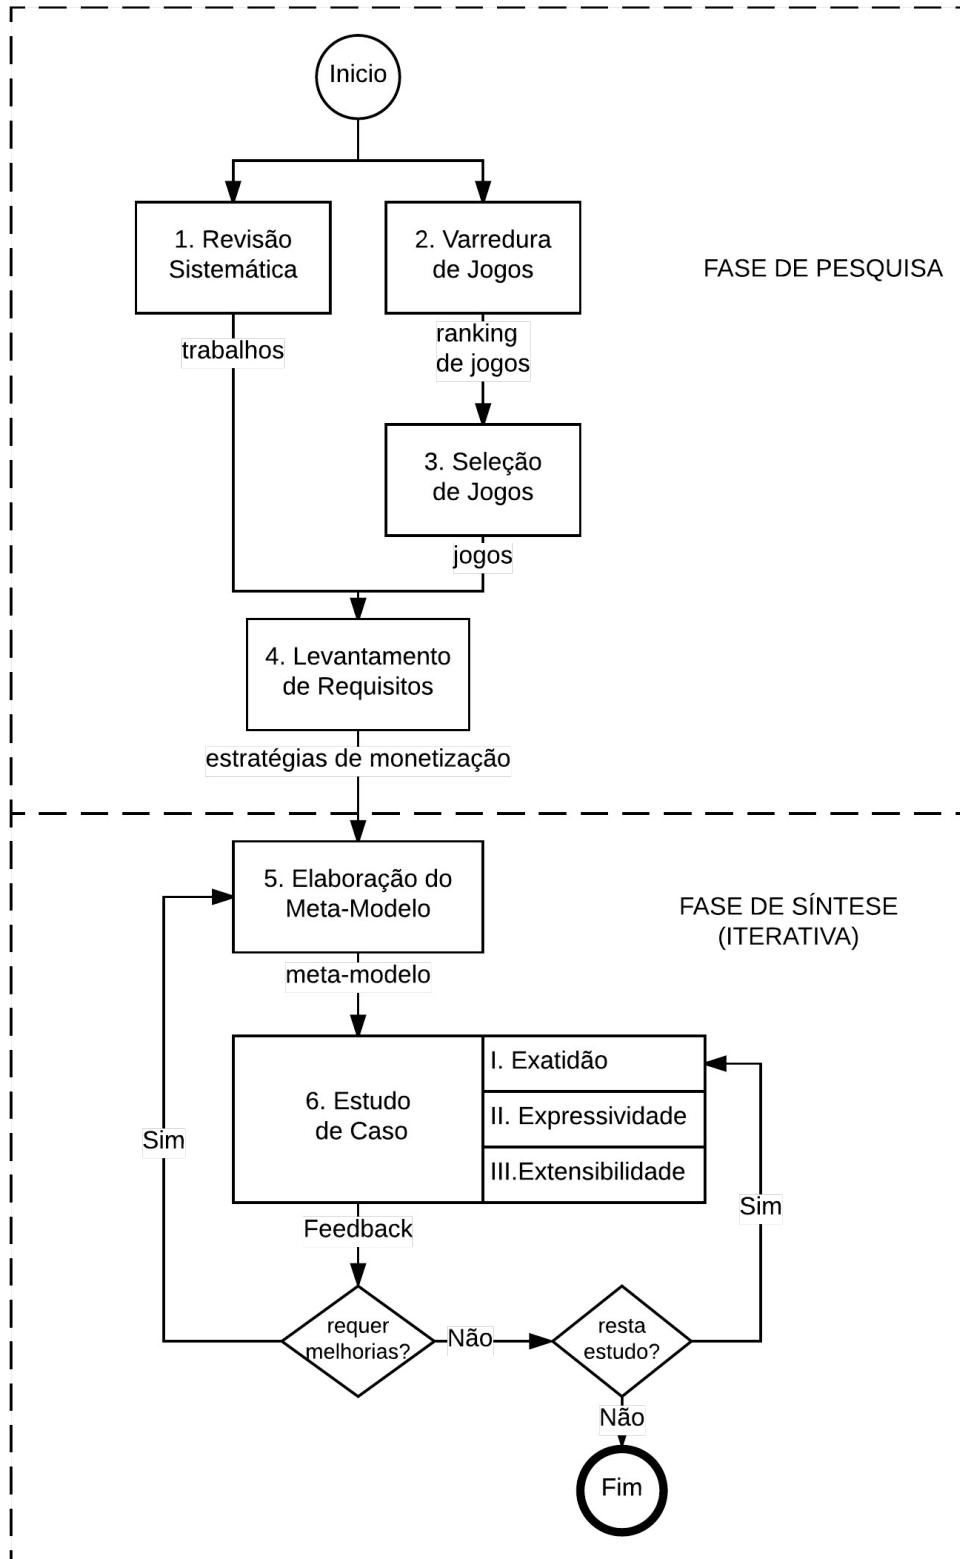 Inicio
1. Revisão
Sistemática
2. Varredura
de Jogos
FASE DE PESQUISA
trabalhos
ranking
de jogos
3. Seleção
de Jogos
jogos
4. Levantamento
de Requisitos
estratégias de monetização
5. Elaboração do
Meta-Modelo
FASE DE SÍNTESE
(ITERATIVA)
meta-modelo
6. Estudo
de Caso
I. Exatidão
II. Expressividade
III.Extensibilidade
Sim
Sim
Feedback
requer
melhorias?
Não
resta
estudo?
Não
Fim